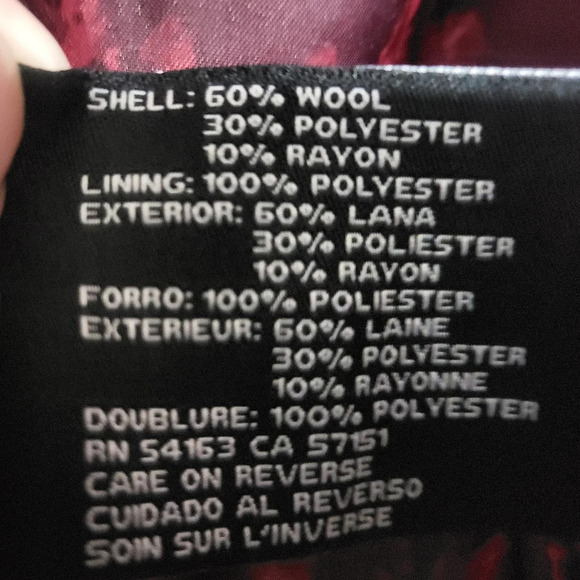 SHELL: 60% WOOL
30% POLYESTER
10% RAYON
LINING: 100% POLYESTER
EXTERIOR: 60% LANA
30% POLIESTER
10% RAYON
FORRO: 100% POLIESTER
EXTERIEUR: 60% LAINE
30% POLYESTER
10% RAYONNE
DOUBLURE: 100% POLYESTER
RN 54163 CA 57151
CARE ON REVERSE
CUIDADO AL REVERSO
SOIN SUR L'INVERSE